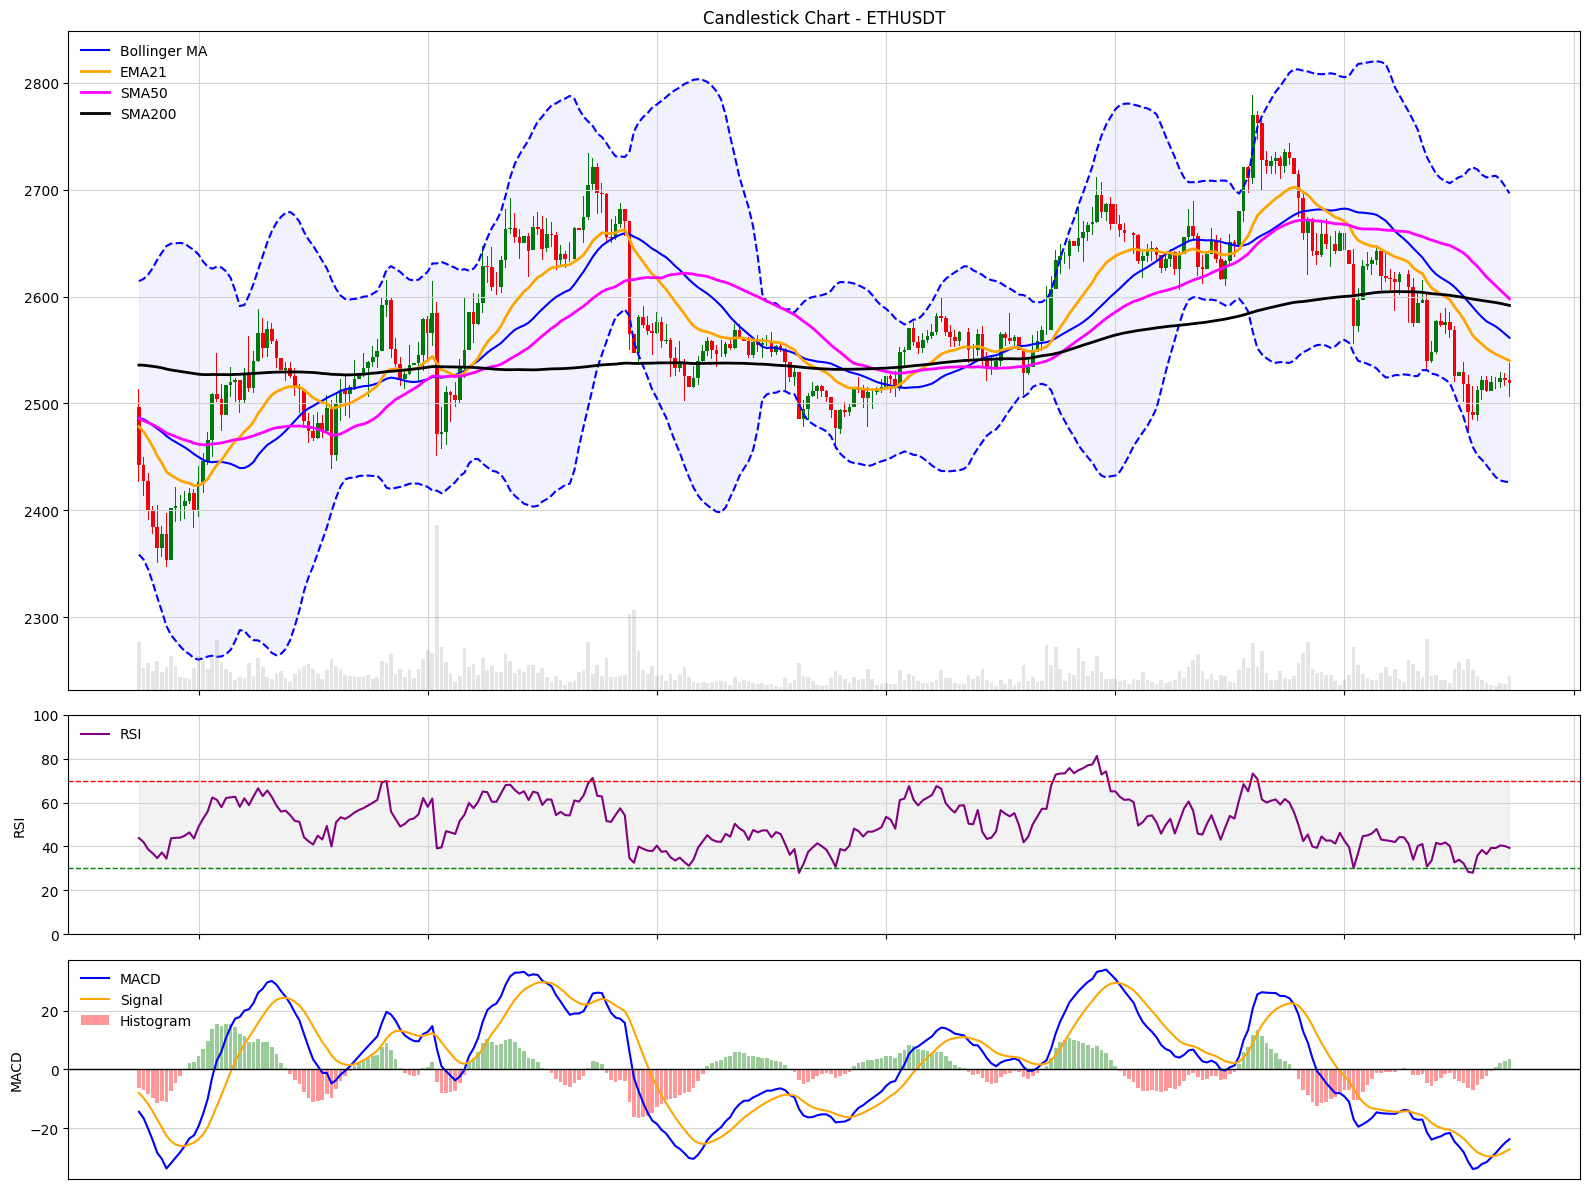 Candlestick Chart - ETHUSDT
Bollinger MA
EMA21
SMA50
SMA200
2800
2700
2600
2500
2400
2300
RSI
100
80
60
40
20
0
RSI
MACD
Signal
Histogram
20
0
−20
MACD